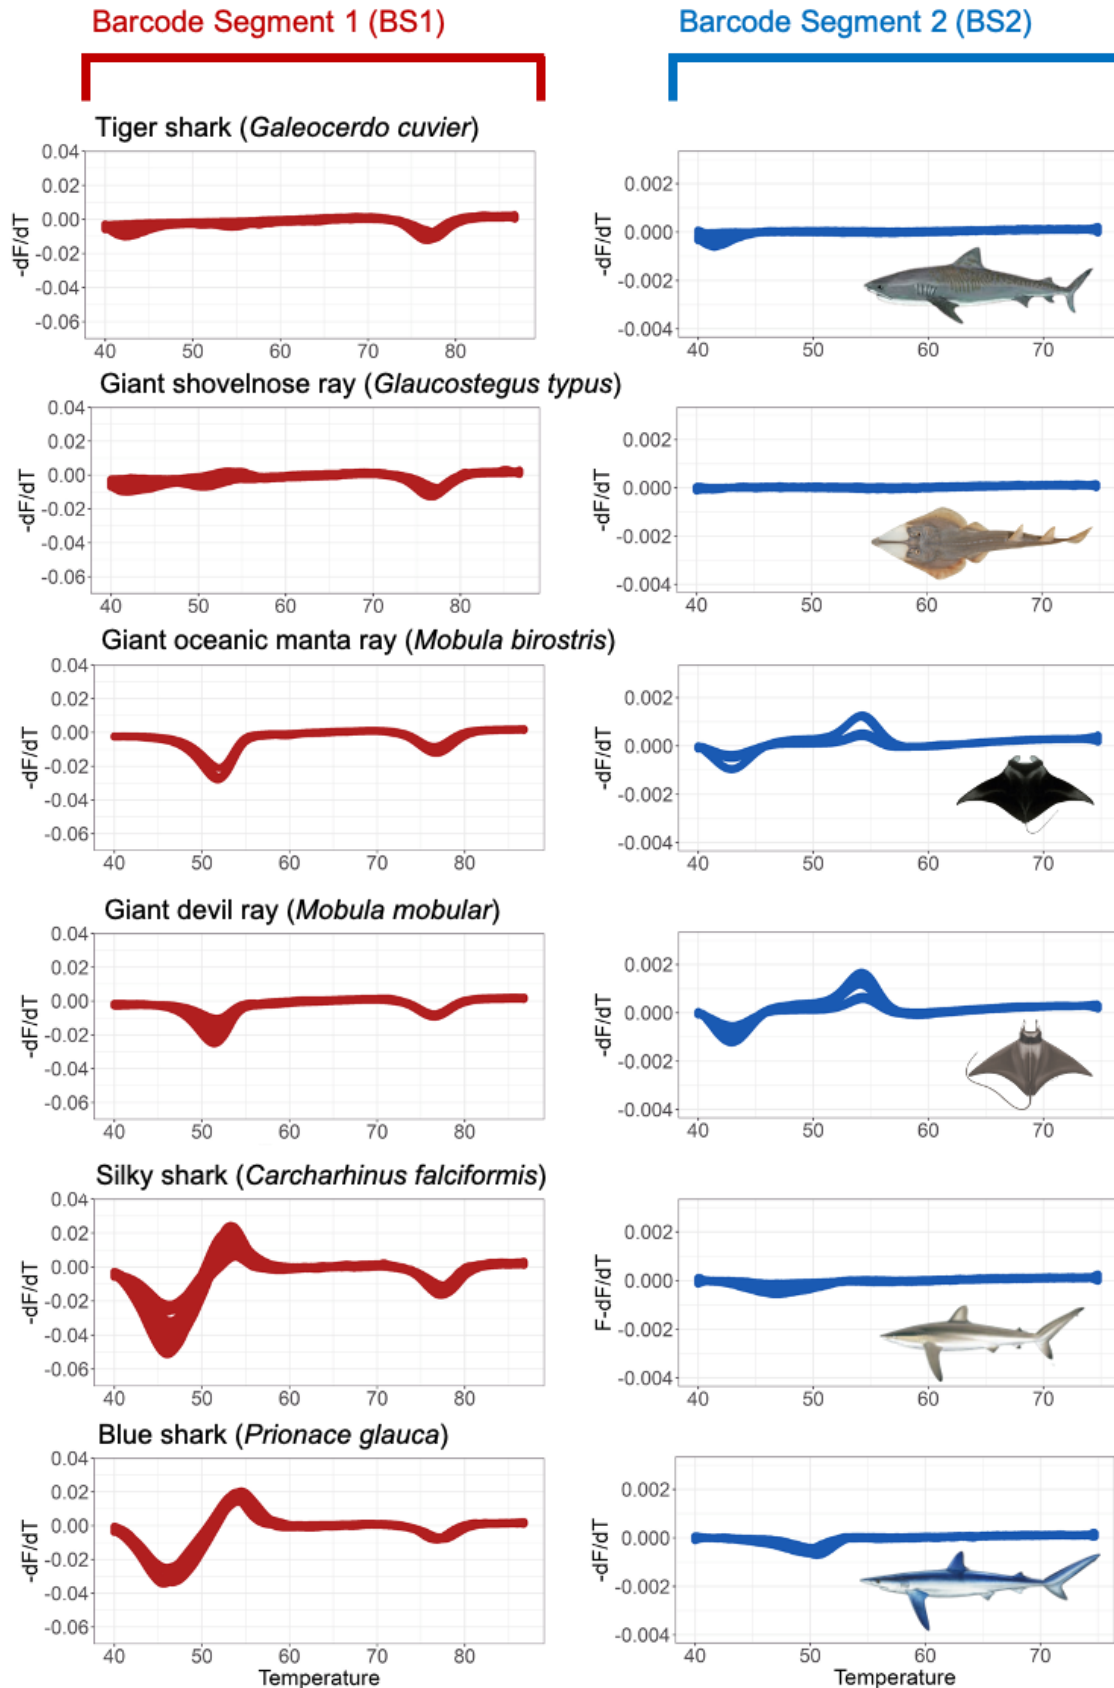 Barcode Segment 1 (BS1) Barcode Segment 2 (BS2)
Tiger shark (Galeocerdo cuvier)
0.04
0.02
0.00
-0.02
-0.04
-0.06
-dF/dT
40 50 60 70 80
0.002
0.000
-0.002
-0.004
-dF/dT
40 50 60 70
Giant shovelnose ray (Glaucostegus typus)
0.04
0.02
0.00
-0.02
-0.04
-0.06
-dF/dT
40 50 60 70 80
0.002
0.000
-0.002
-0.004
-dF/dT
40 50 60 70
Giant oceanic manta ray (Mobula birostris)
0.04
0.02
0.00
-0.02
-0.04
-0.06
-dF/dT
40 50 60 70 80
0.002
0.000
-0.002
-0.004
-dF/dT
40 50 60 70
Giant devil ray (Mobula mobular)
0.04
0.02
0.00
-0.02
-0.04
-0.06
-dF/dT
40 50 60 70 80
0.002
0.000
-0.002
-0.004
-dF/dT
40 50 60 70
Silky shark (Carcharhinus falciformis)
0.04
0.02
0.00
-0.02
-0.04
-0.06
-dF/dT
40 50 60 70 80
0.002
0.000
-0.002
-0.004
F-dF/dT
40 50 60 70
Blue shark (Prionace glauca)
0.04
0.02
0.00
-0.02
-0.04
-0.06
-dF/dT
40 50 60 70 80
Temperature
0.002
0.000
-0.002
-0.004
-dF/dT
40 50 60 70
Temperature